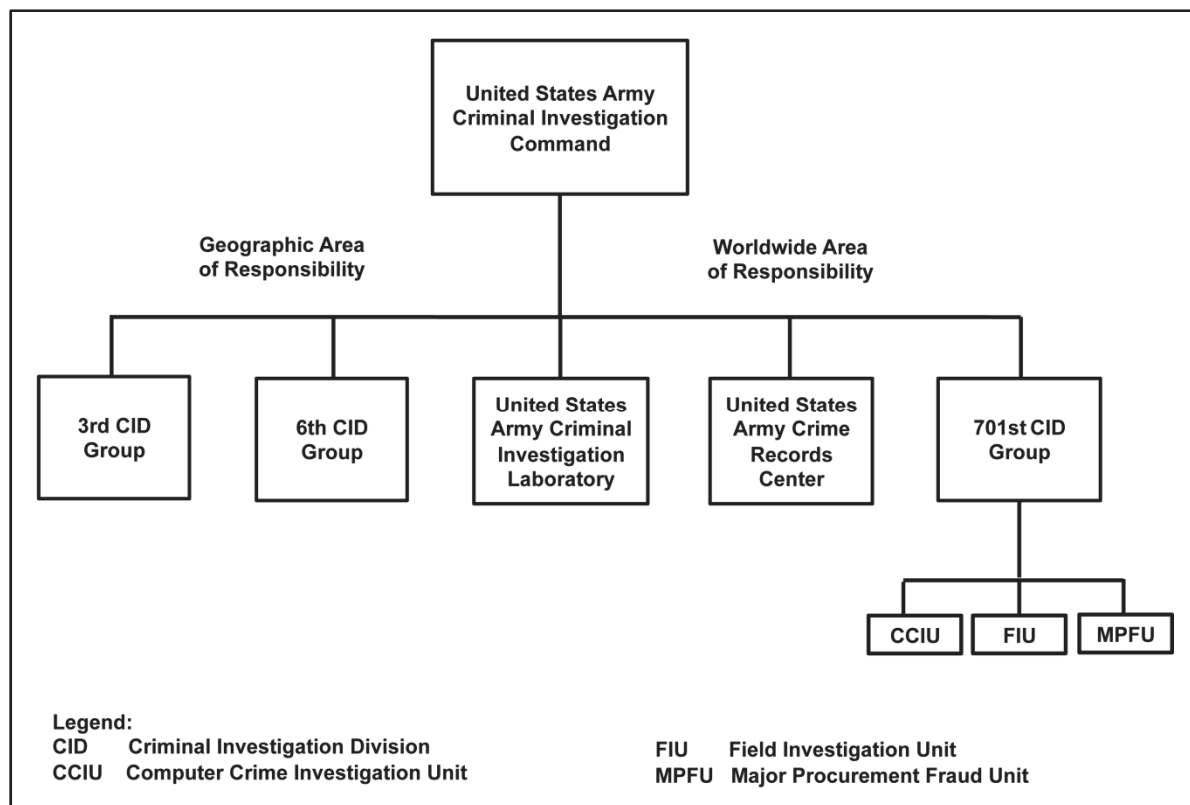 United States Army
Criminal Investigation
Command
Geographic Area
of Responsibility
Worldwide Area
of Responsibility
3rd CID
Group
6th CID
Group
United States
Army Criminal
Investigation
Laboratory
United States
Army Crime
Records
Center
701st CID
Group
CCIU
FIU
MPFU
Legend:
CID Criminal Investigation Division
CCIU Computer Crime Investigation Unit
FIU Field Investigation Unit
MPFU Major Procurement Fraud Unit